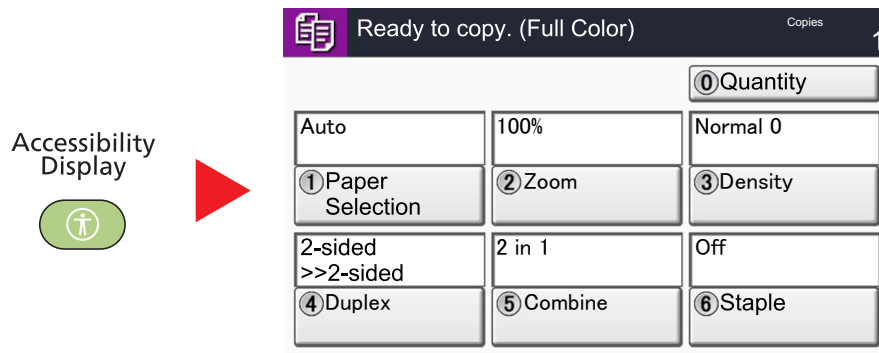 Accessibility
Display
Ready to copy. (Full Color)
Copies
0 Quantity
Auto
100%
Normal 0
1 Paper
Selection
2 Zoom
3 Density
2-sided
>>2-sided
2 in 1
Off
4 Duplex
5 Combine
6 Staple